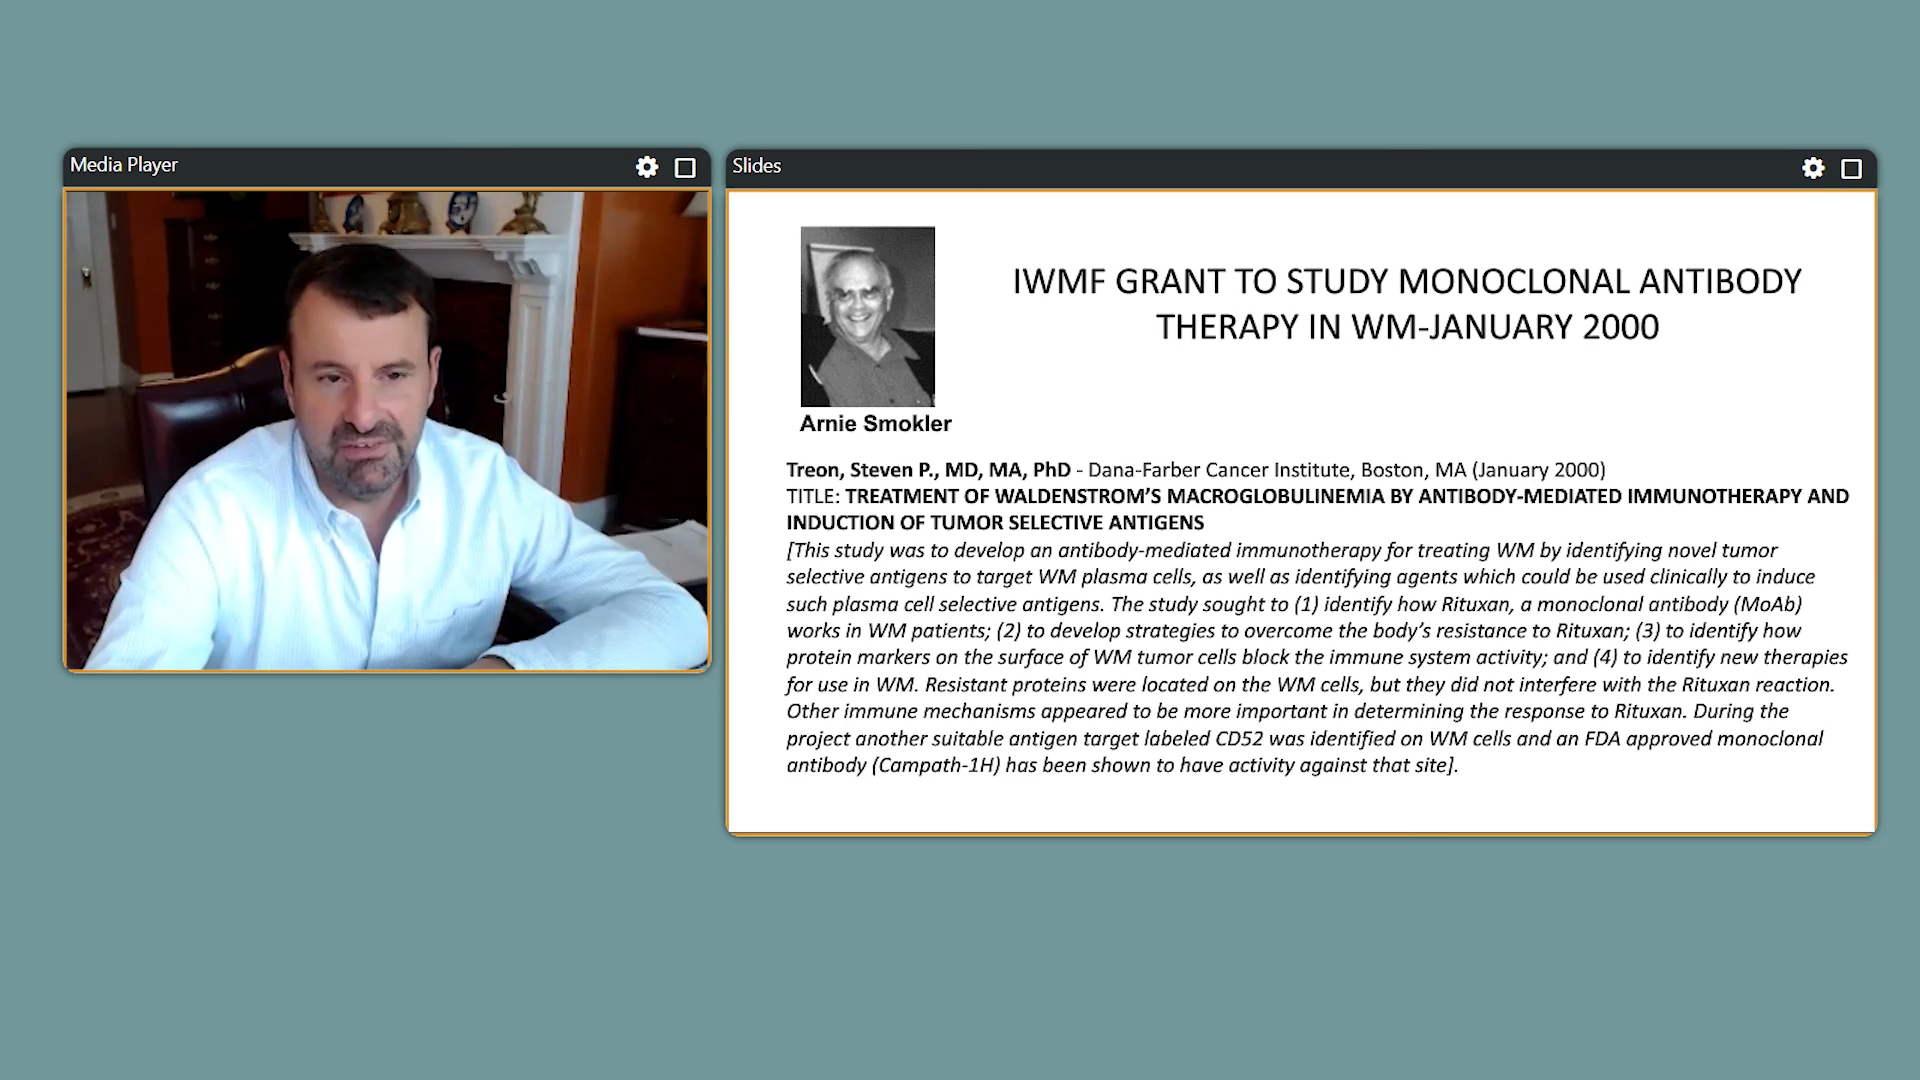 Media Player
Slides
IWMF GRANT TO STUDY MONOCLONAL ANTIBODY
THERAPY IN WM-JANUARY 2000
Arnie Smokler
Treon, Steven P., MD, MA, PhD - Dana-Farber Cancer Institute, Boston, MA (January 2000)
TITLE: TREATMENT OF WALDENSTROM’S MACROGLOBULINEMIA BY ANTIBODY-MEDIATED IMMUNOTHERAPY AND
INDUCTION OF TUMOR SELECTIVE ANTIGENS
[This study was to develop an antibody-mediated immunotherapy for treating WM by identifying novel tumor
selective antigens to target WM plasma cells, as well as identifying agents which could be used clinically to induce
such plasma cell selective antigens. The study sought to (1) identify how Rituxan, a monoclonal antibody (MoAb)
works in WM patients; (2) to develop strategies to overcome the body’s resistance to Rituxan; (3) to identify how
protein markers on the surface of WM tumor cells block the immune system activity; and (4) to identify new therapies
for use in WM. Resistant proteins were located on the WM cells, but they did not interfere with the Rituxan reaction.
Other immune mechanisms appeared to be more important in determining the response to Rituxan. During the
project another suitable antigen target labeled CD52 was identified on WM cells and an FDA approved monoclonal
antibody (Campath-1H) has been shown to have activity against that site].